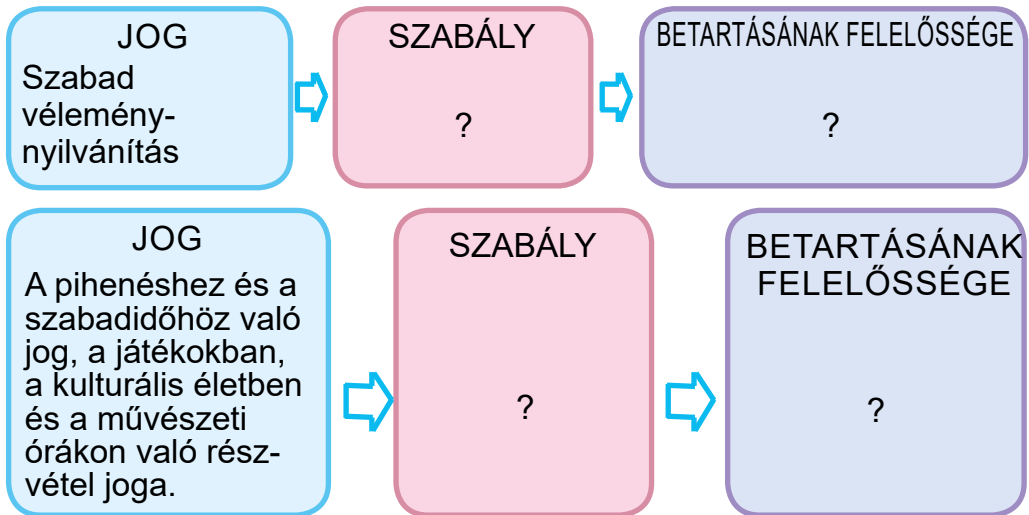 JOG
Szabad
vélemény-
nyilvánítás
SZABÁLY
?
BETARTÁSÁNAK FELELŐSSÉGE
?
JOG
A pihenéshez és a
szabadidőhöz való
jog, a játékokban,
a kulturális életben
és a művészeti
órákon való rész-
vétel joga.
SZABÁLY
?
BETARTÁSÁNAK
FELELŐSSÉGE
?